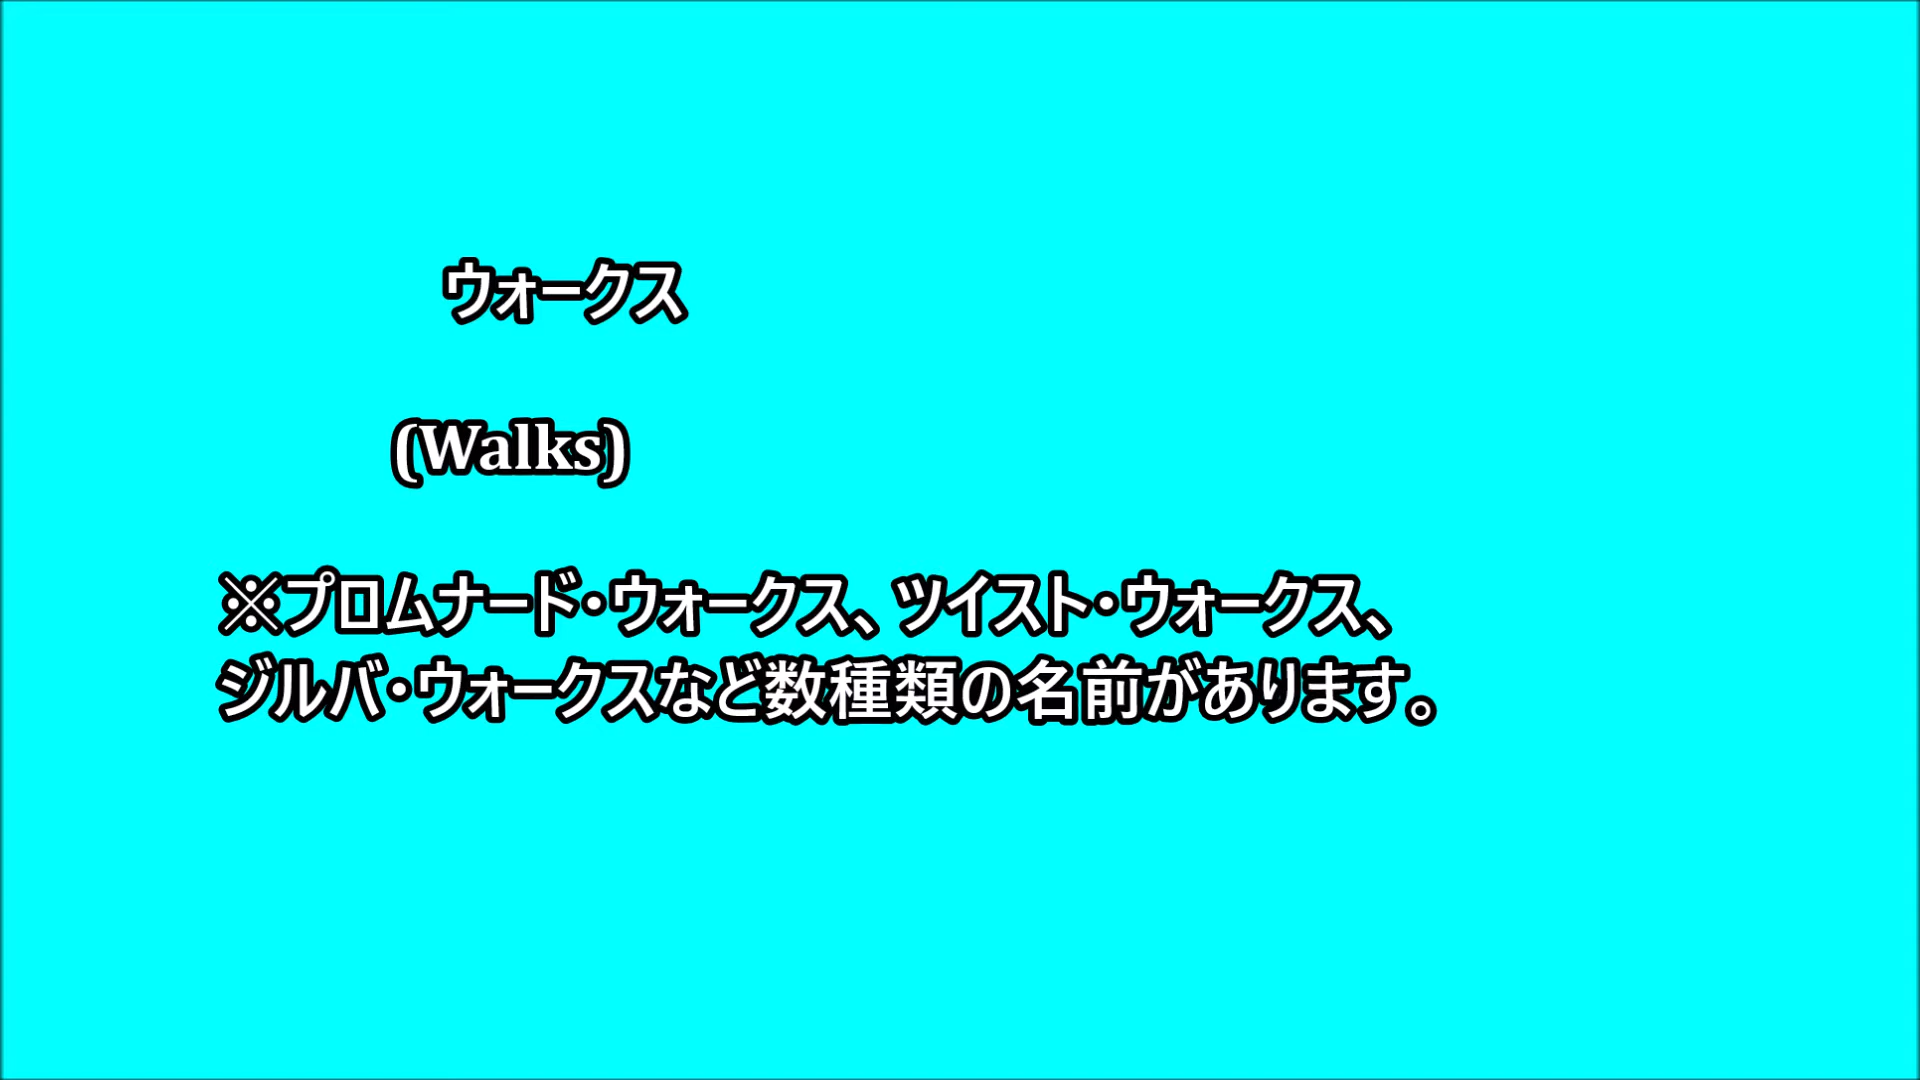 ウォークス
(Walks)
※プロムナード・ウォークス、ツイスト・ウォークス、
ジルバ・ウォークスなど数種類の名前があります。